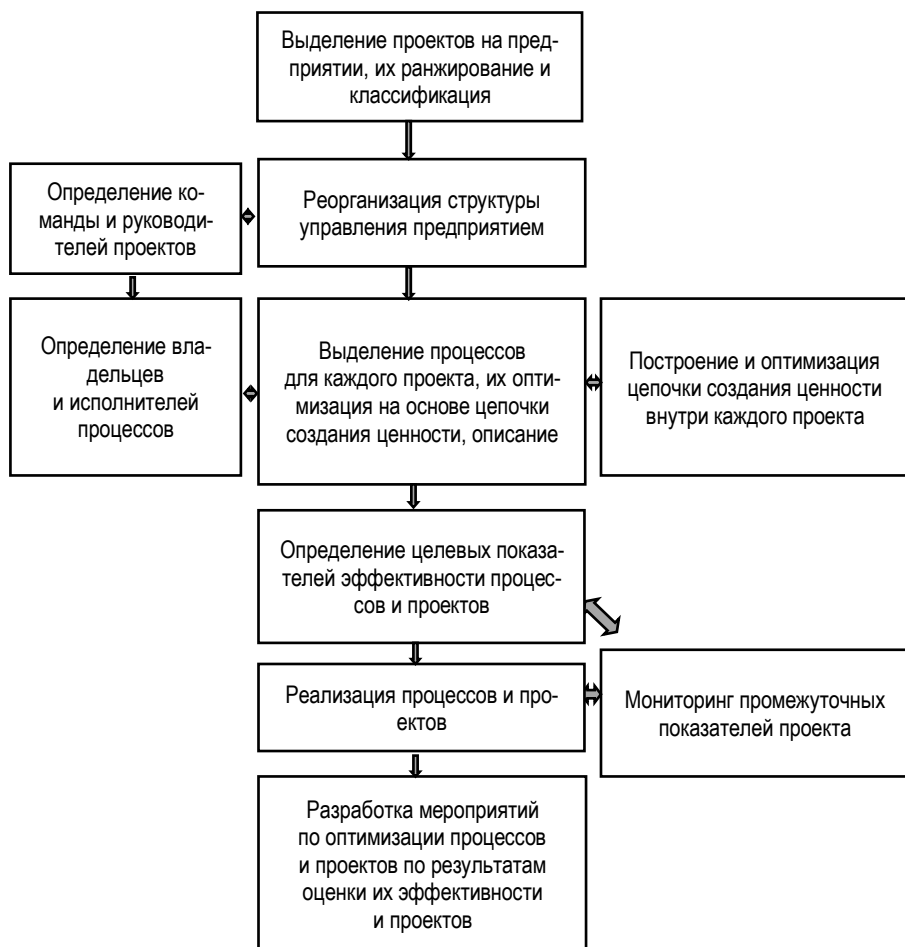 Выделение проектов на пред-
приятии, их ранжирование и
классификация
Определение ко-
манды и руководи-
телей проектов
Реорганизация структуры
управления предприятием
Определение вла-
дельцев
и исполнителей
процессов
Выделение процессов
для каждого проекта, их опти-
мизация на основе цепочки
создания ценности, описание
Построение и оптимизация
цепочки создания ценности
внутри каждого проекта
Определение целевых показа-
телей эффективности процес-
сов и проектов
Реализация процессов и про-
ектов
Мониторинг промежуточных
показателей проекта
Разработка мероприятий
по оптимизации процессов
и проектов по результатам
оценки их эффективности
и проектов